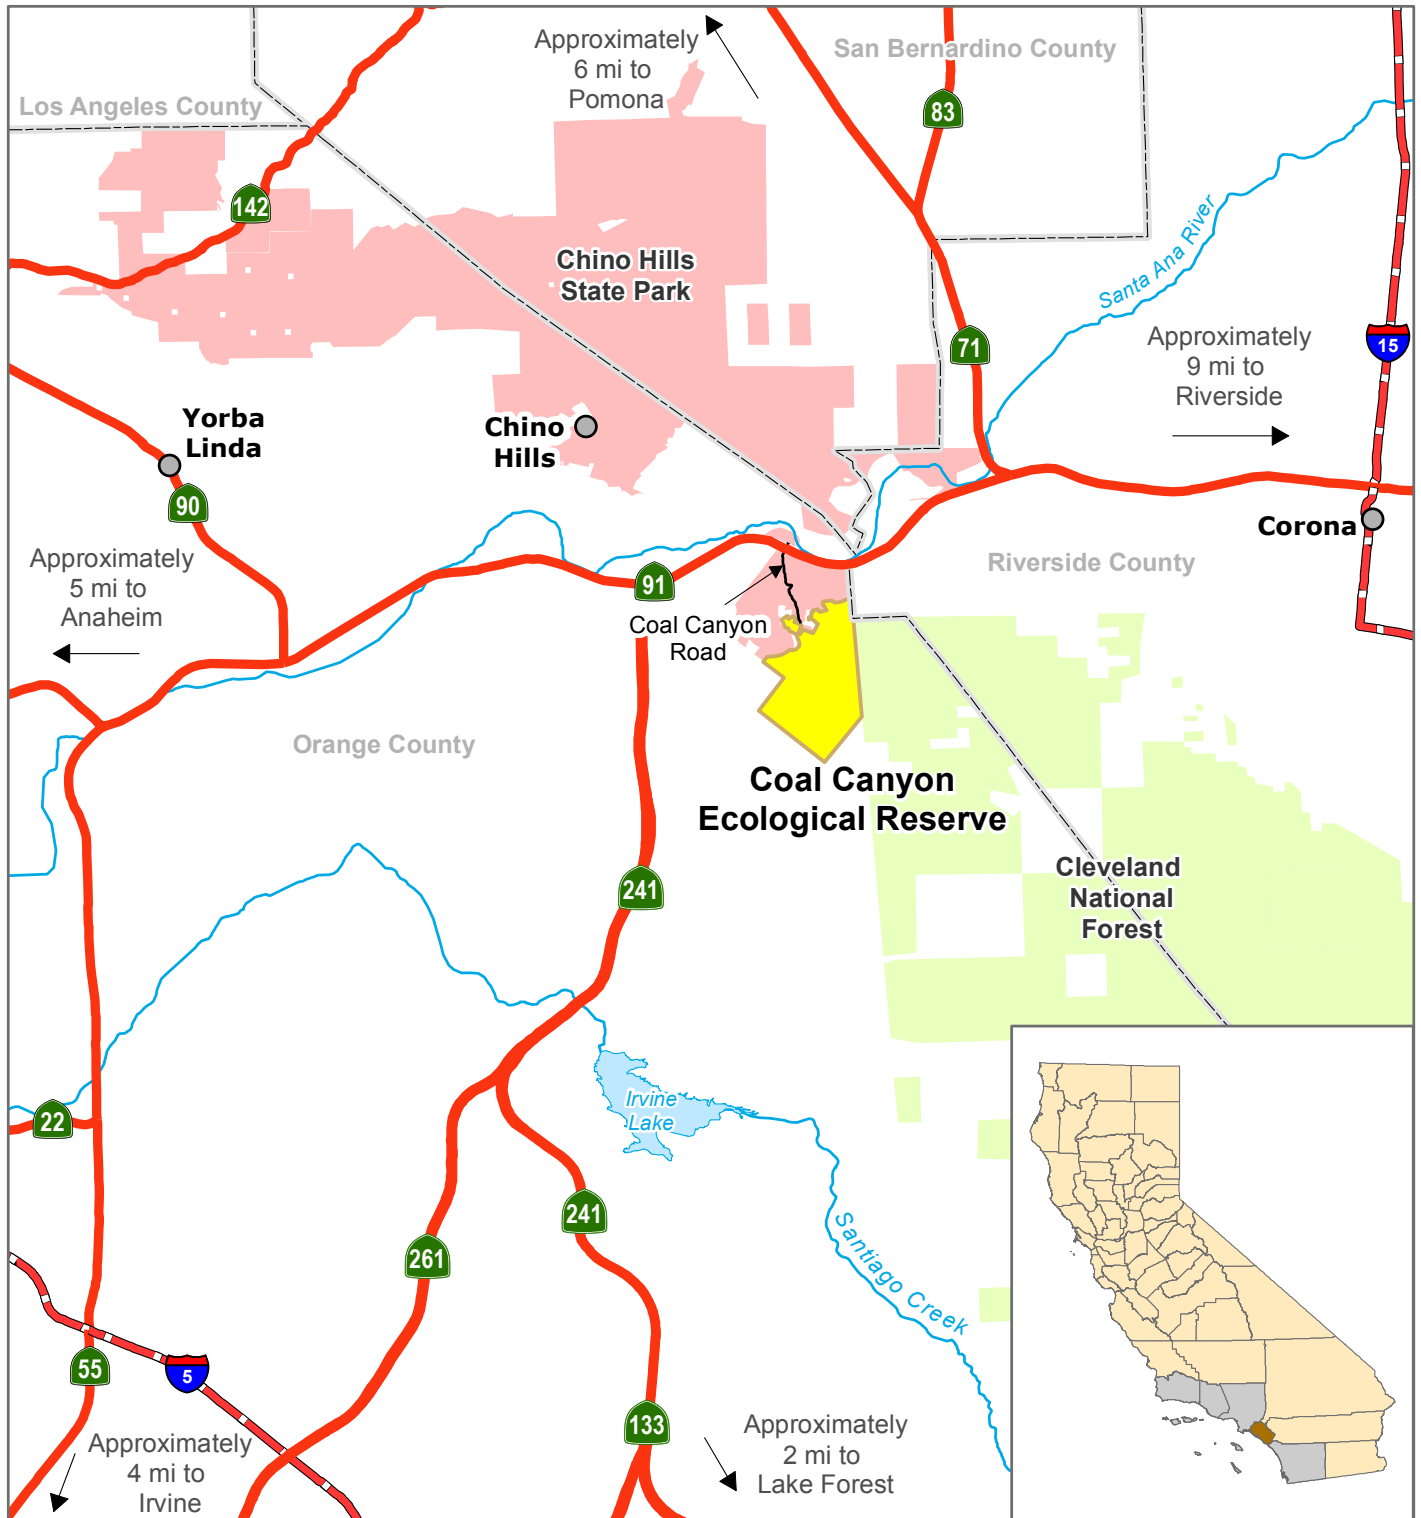 Approximately
6 mi to
Pomona
San Bernardino County
Los Angeles County
83
142
Santa Ana River
Chino Hills
State Park
71
15
Approximately
9 mi to
Riverside
Yorba
Linda
Chino
Hills
90
Corona
Approximately
5 mi to
Anaheim
91
Riverside County
Coal Canyon
Road
Orange County
Coal Canyon
Ecological Reserve
241
Cleveland
National
Forest
Irvine
Lake
22
241
261
Santiago Creek
55
5
133
Approximately
4 mi to
Irvine
Approximately
2 mi to
Lake Forest